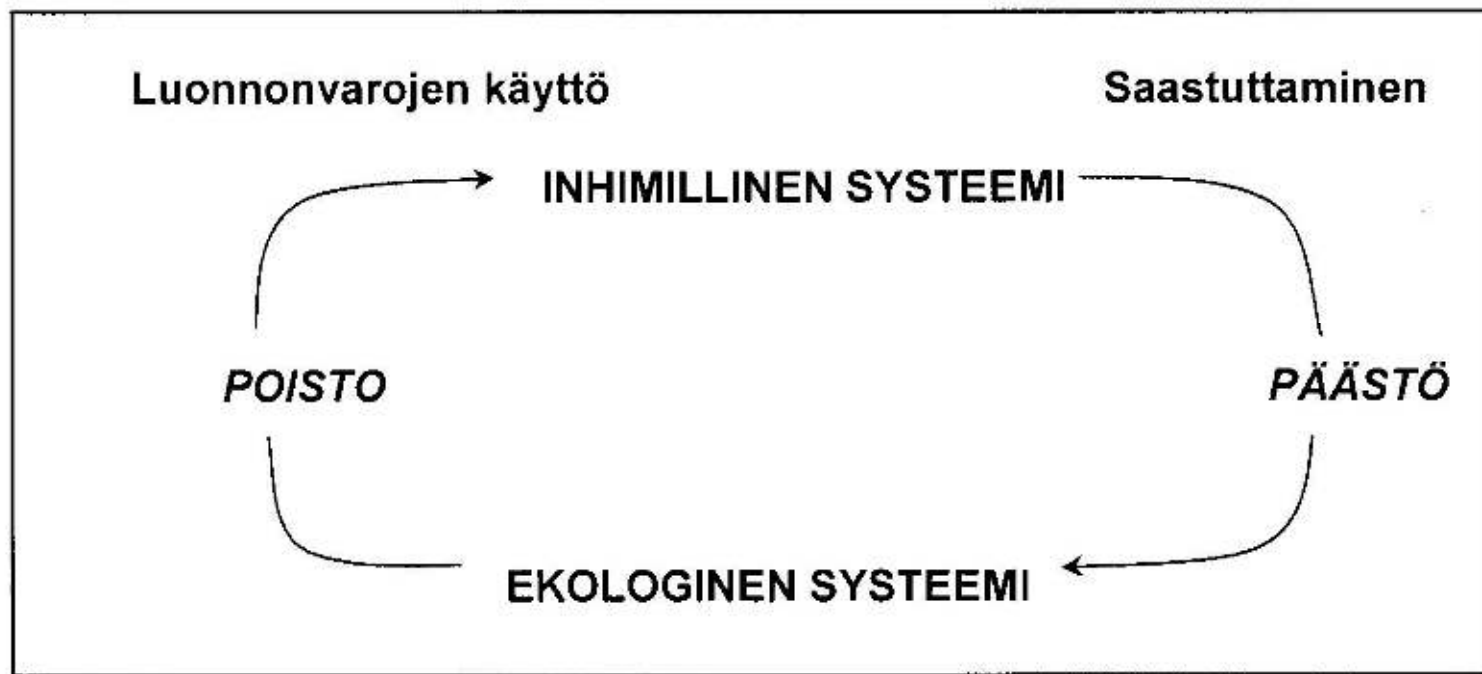 Luonnonvarojen käyttö
Saastuttaminen
INHIMILLINEN SYSTEEMI
POISTO
PÄÄSTÖ
EKOLOGINEN SYSTEEMI